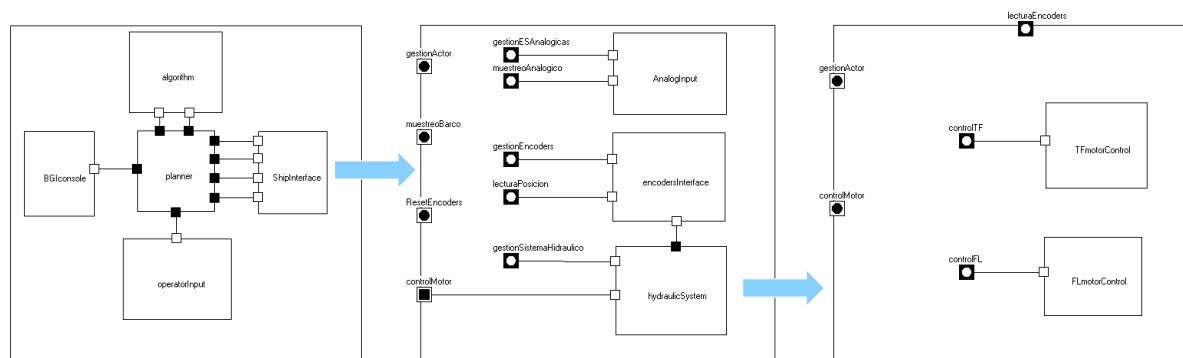 algorithm
BGIconsole
planner
ShipInterface
operatorInput
gestionActor
muestreoBarco
ResetEncoders
controlMotor
gestionESAnalogicas
muestreoAnalogico
AnalogInput
gestionEncoders
lecturaPosicion
encodersInterface
gestionSistemaHidraulico
hydraulicSystem
lecturaEncoders
gestionActor
controlMotor
controlTF
TFmotorControl
controlFL
FLmotorControl